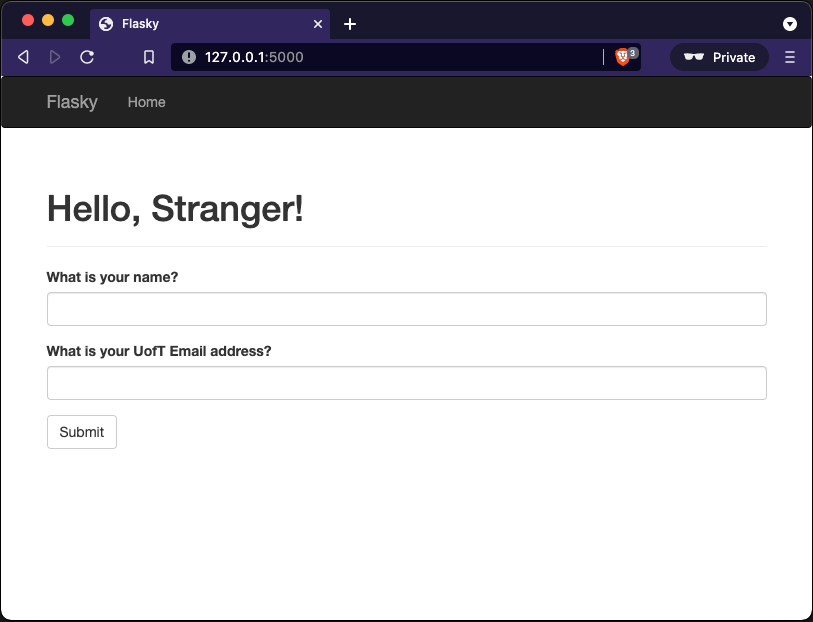 Flasky
127.0.0.1:5000
3
Private
Flasky Home
Hello, Stranger!
What is your name?
What is your UofT Email address?
Submit